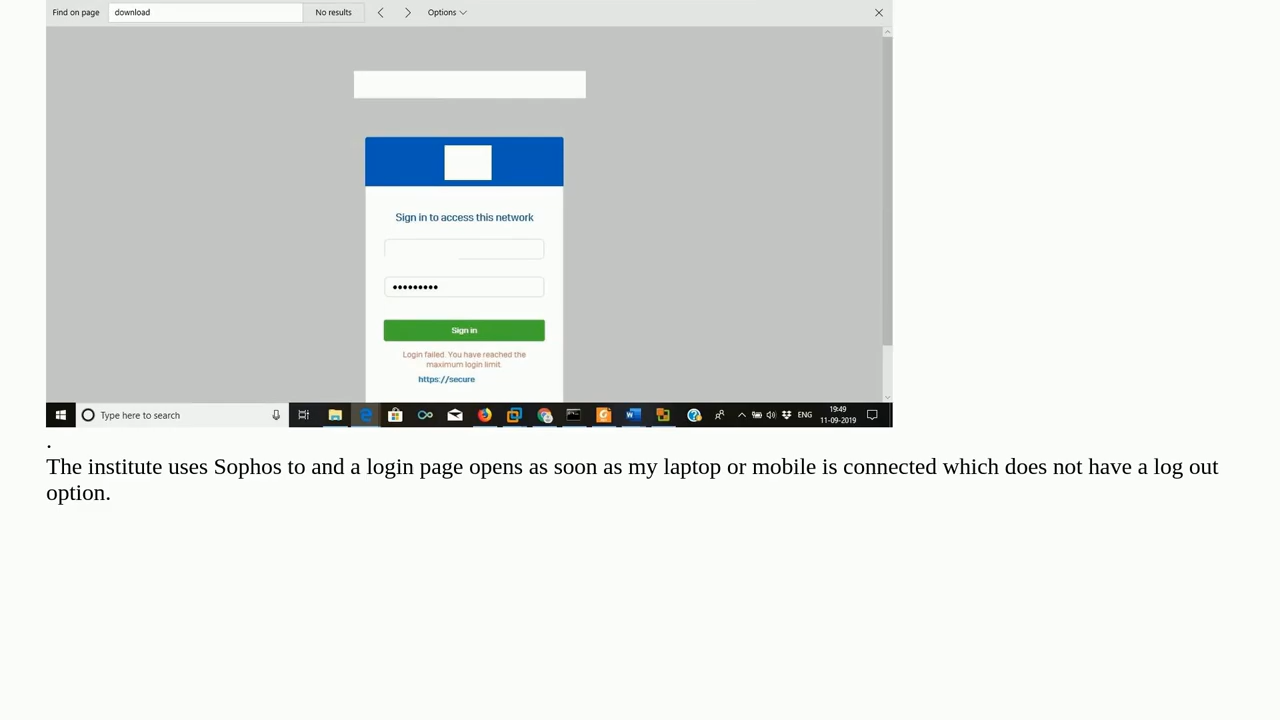 Find on page download No results Options
Sign in to access this network
•••••••••
Sign in
Login failed. You have reached the
maximum login limit.
https://secure
Type here to search ENG 19:49
11-09-2019
.
The institute uses Sophos to and a login page opens as soon as my laptop or mobile is connected which does not have a log out
option.